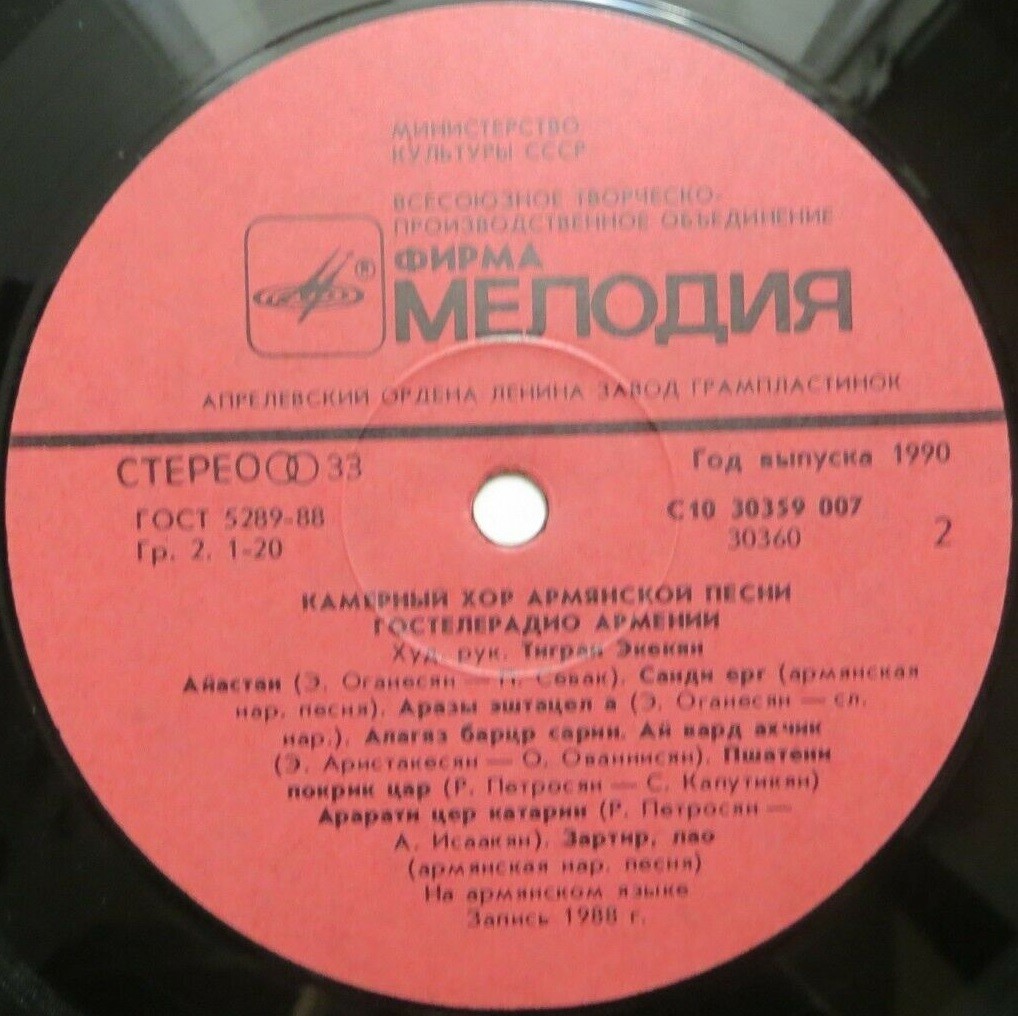 МИНИСТЕРСТВО
КУЛЬТУРЫ СССР
ВСЕСОЮЗНОЕ ТВОРЧЕСКО-
ПРОИЗВОДСТВЕННОЕ ОБЪЕДИНЕНИЕ
ФИРМА
®
МЕЛОДИЯ
АПРЕЛЕВСКИЙ ОРДЕНА ЛЕНИНА ЗАВОД ГРАМПЛАСТИНОК
СТЕРЕО 33
Год выпуска 1990
ГОСТ 5289-88
С10 30359 007
Гр. 2. 1-20
30360
2
КАМЕРНЫЙ ХОР АРМЯНСКОЙ ПЕСНИ
ГОСТЕЛЕРАДИО АРМЕНИИ
Худ. рук. Тигран Экекян
Айастан (Э. Оганесян — П. Севак). Санди ерг (армянская
нар. песня). Аразы эштацел а (Э. Оганесян — сл.
нар.). Алагяз барцр сарин. Ай вард ахчик
(Э. Аристакесян — О. Ованнисян). Пшатени
покрик цар (Р. Петросян — С. Капутикян)
Арарати цер катарин (Р. Петросян —
А. Исаакян). Зартир, лао
(армянская нар. песня)
На армянском языке
Запись 1988 г.